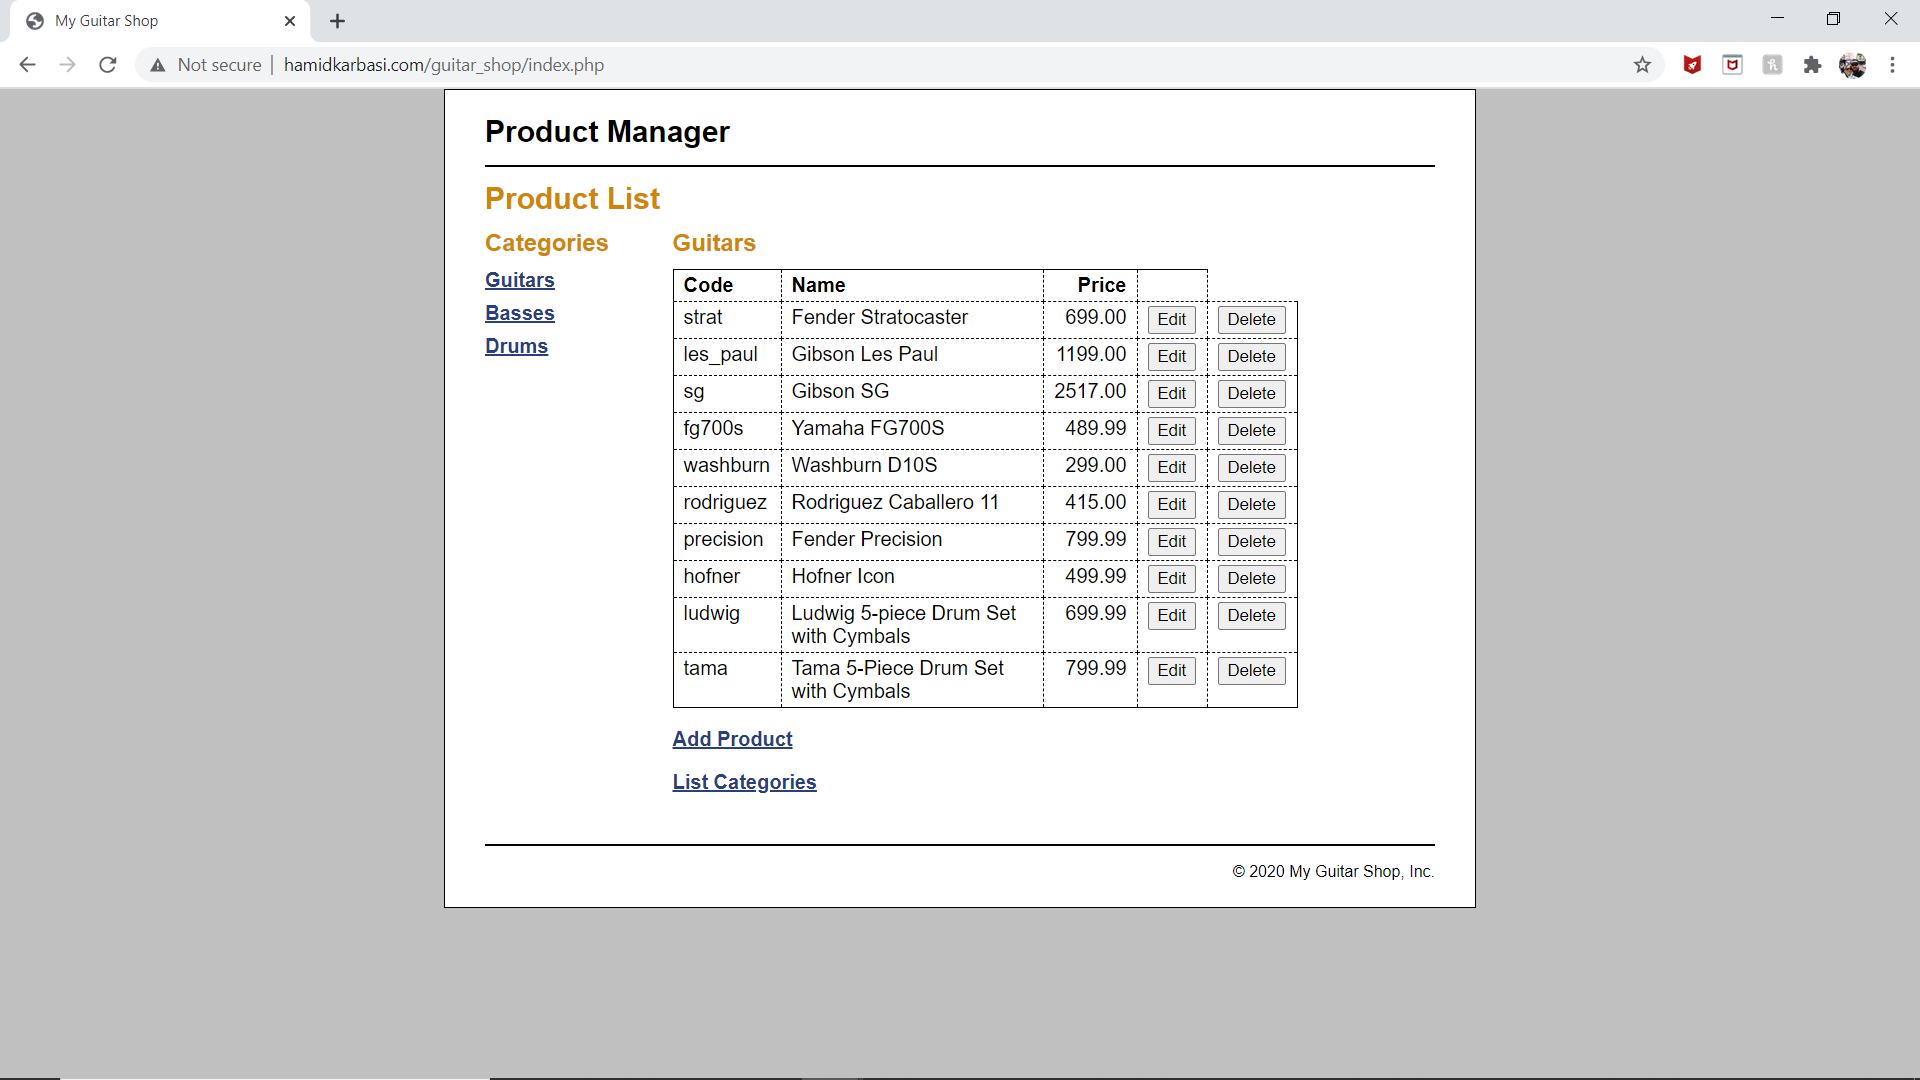 My Guitar Shop
Not secure | hamidkarbasi.com/guitar_shop/index.php
Product Manager
Product List
Categories
Guitars
Basses
Drums
Guitars
Code Name Price
strat Fender Stratocaster 699.00 Edit Delete
les_paul Gibson Les Paul 1199.00 Edit Delete
sg Gibson SG 2517.00 Edit Delete
fg700s Yamaha FG700S 489.99 Edit Delete
washburn Washburn D10S 299.00 Edit Delete
rodriguez Rodriguez Caballero 11 415.00 Edit Delete
precision Fender Precision 799.99 Edit Delete
hofner Hofner Icon 499.99 Edit Delete
ludwig Ludwig 5-piece Drum Set 699.99 Edit Delete
with Cymbals
tama Tama 5-Piece Drum Set 799.99 Edit Delete
with Cymbals
Add Product
List Categories
© 2020 My Guitar Shop, Inc.